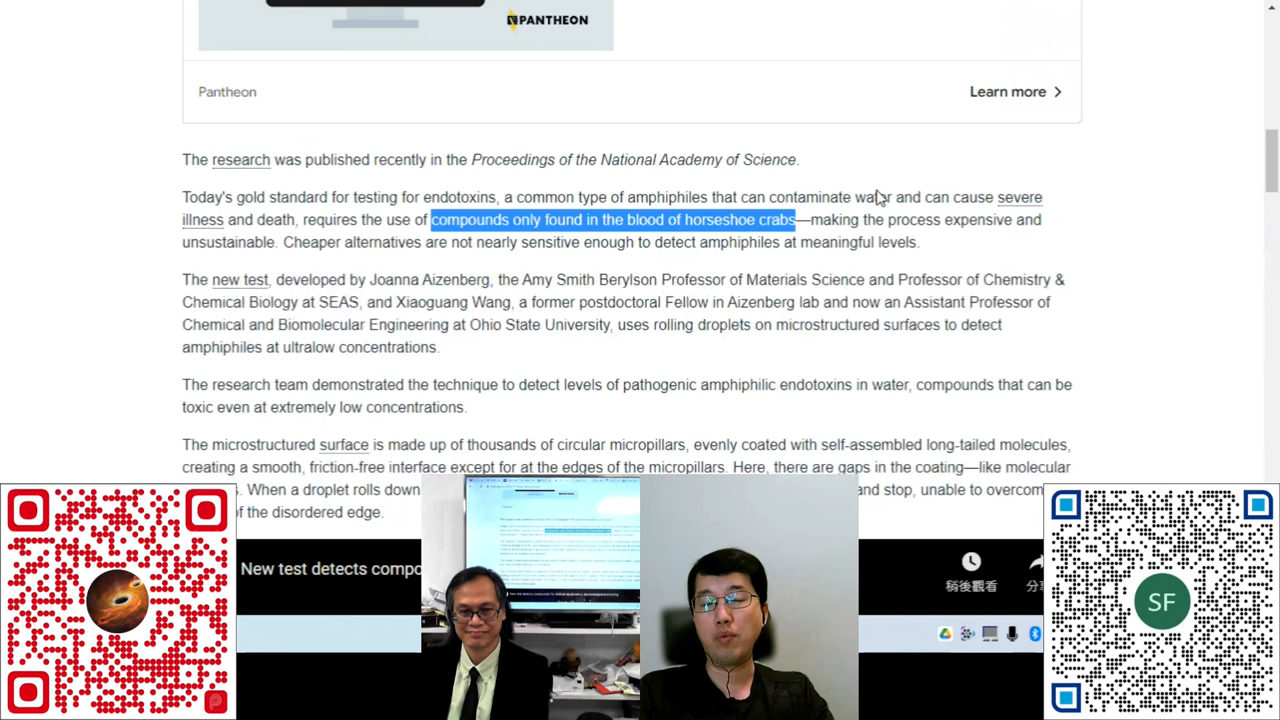 PANTHEON
Pantheon
Learn more
The research was published recently in the Proceedings of the National Academy of Science.
Today's gold standard for testing for endotoxins, a common type of amphiphiles that can contaminate water and can cause severe
illness and death, requires the use of compounds only found in the blood of horseshoe crabs—making the process expensive and
unsustainable. Cheaper alternatives are not nearly sensitive enough to detect amphiphiles at meaningful levels.
The new test, developed by Joanna Aizenberg, the Amy Smith Berylson Professor of Materials Science and Professor of Chemistry &
Chemical Biology at SEAS, and Xiaoguang Wang, a former postdoctoral Fellow in Aizenberg lab and now an Assistant Professor of
Chemical and Biomolecular Engineering at Ohio State University, uses rolling droplets on microstructured surfaces to detect
amphiphiles at ultralow concentrations.
The research team demonstrated the technique to detect levels of pathogenic amphiphilic endotoxins in water, compounds that can be
toxic even at extremely low concentrations.
The microstructured surface is made up of thousands of circular micropillars, evenly coated with self-assembled long-tailed molecules,
creating a smooth, friction-free interface except for at the edges of the micropillars. Here, there are gaps in the coating—like molecular
When a droplet rolls down and stop, unable to overcom
of the disordered edge.
New test detects compo
稍後觀看
SF